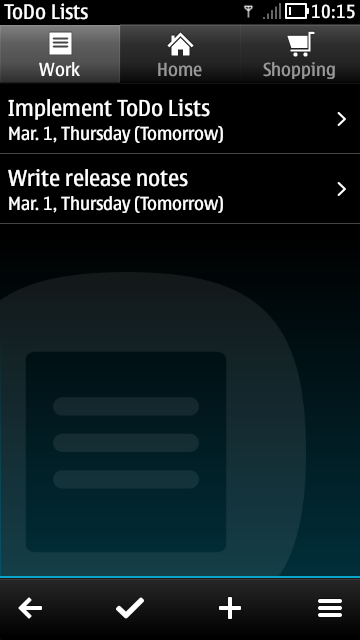 ToDo Lists 10:15
Work Home Shopping
Implement ToDo Lists
Mar. 1, Thursday (Tomorrow)
Write release notes
Mar. 1, Thursday (Tomorrow)